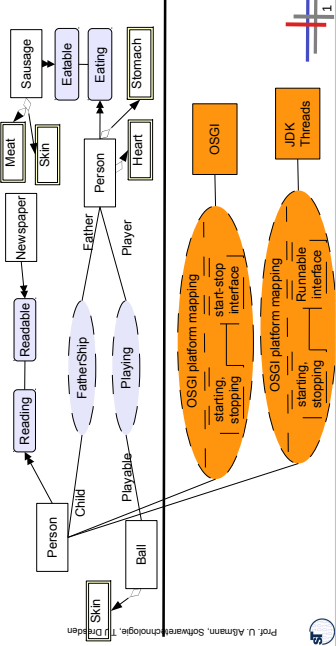 Sausage
Eatable
Eating
Stomach
Meat
Skin
Heart
Person
Newspaper
Readable
Reading
Father
Player
FatherShip
Playing
Child
Playable
Person
Ball
Skin
OSGI
OSGI platform mapping
starting,
stopping
start-stop
interface
JDK
Threads
OSGI platform mapping
starting,
stopping
Runnable
interface
Prof. U. Aßmann, Softwaretechnologie, TU Dresden
1
ST